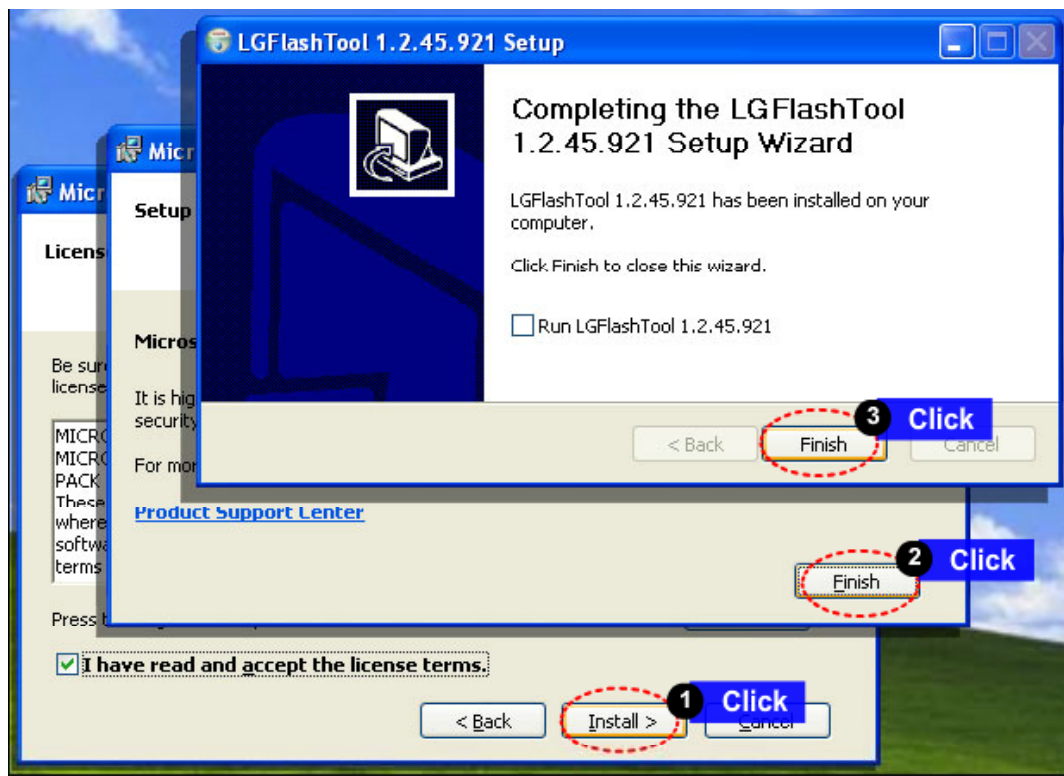 LGFlashTool 1.2.45.921 Setup
Completing the LGFlashTool
1.2.45.921 Setup Wizard
LGFlashTool 1.2.45.921 has been installed on your
computer.
Click Finish to close this wizard.
Run LGFlashTool 1.2.45.921
< Back
Finish
Cancel
3
Click
Micr
Setup
Micros
It is hig
security
For mor
Product Support Center
Finish
2
Click
Micr
Licens
Be sur
license
MICRO
MICRO
PACK
These
where
softwa
terms
Press
I have read and accept the license terms.
< Back
Install >
Cancel
1
Click